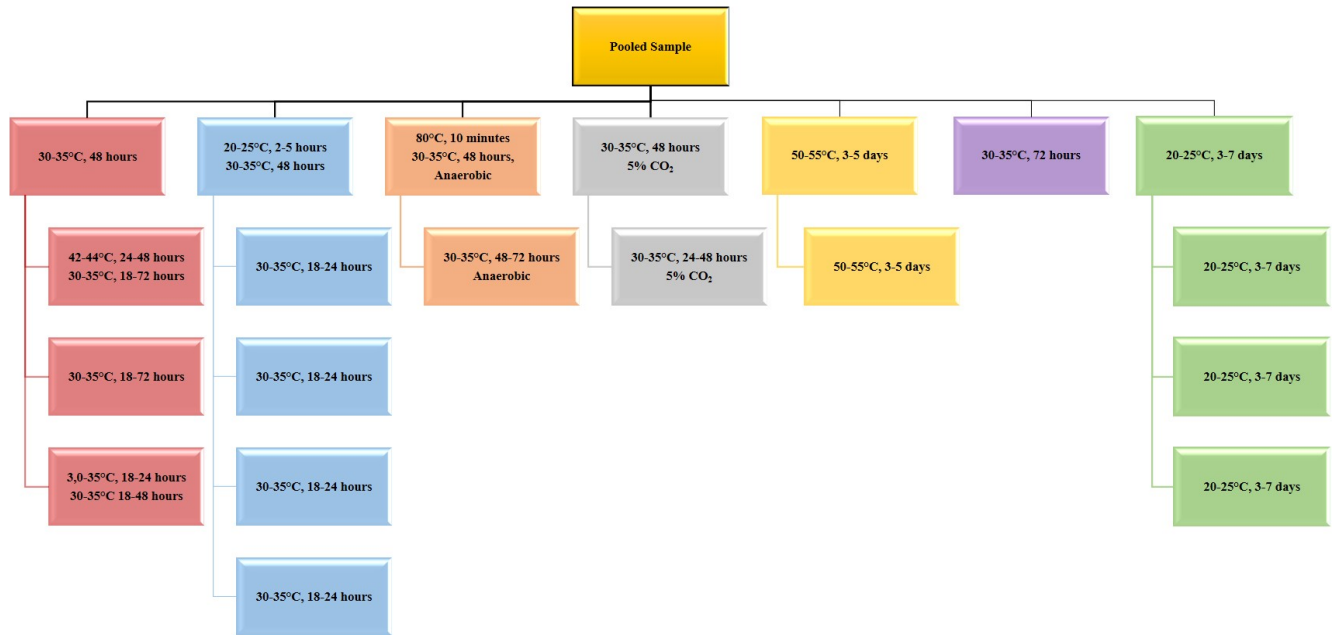 Pooled Sample
30-35°C, 48 hours
20-25°C, 2-5 hours
30-35°C, 48 hours
80°C, 10 minutes
30-35°C, 48 hours,
Anaerobic
30-35°C, 48 hours
5% CO₂
50-55°C, 3-5 days
30-35°C, 72 hours
20-25°C, 3-7 days
42-44°C, 24-48 hours
30-35°C, 18-72 hours
30-35°C, 18-24 hours
30-35°C, 48-72 hours
Anaerobic
30-35°C, 24-48 hours
5% CO₂
50-55°C, 3-5 days
20-25°C, 3-7 days
30-35°C, 18-72 hours
30-35°C, 18-24 hours
20-25°C, 3-7 days
3,0-35°C, 18-24 hours
30-35°C 18-48 hours
30-35°C, 18-24 hours
20-25°C, 3-7 days
30-35°C, 18-24 hours